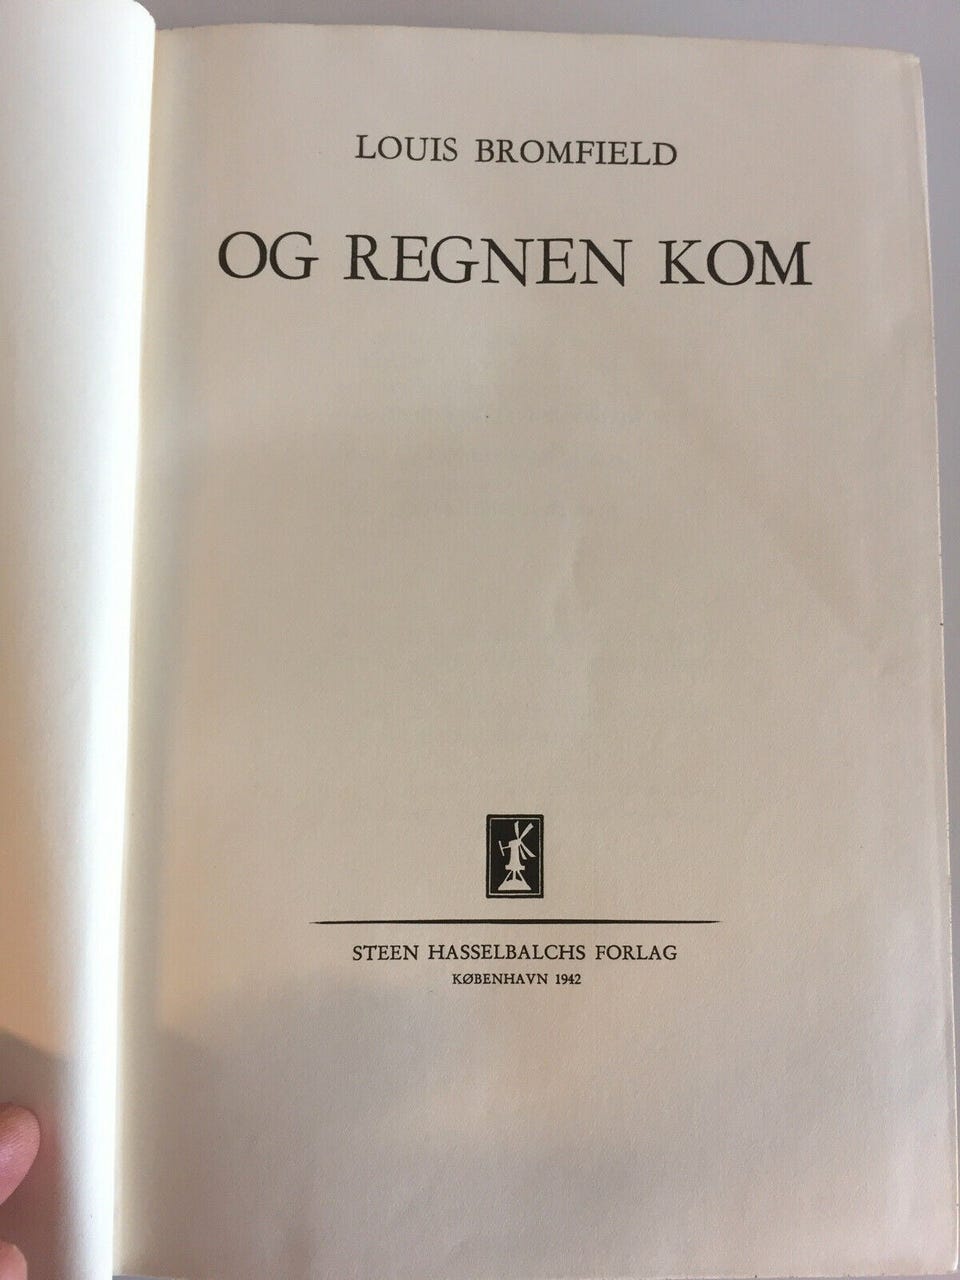 LOUIS BROMFIELD
OG REGNEN KOM
STEEN HASSELBALCHS FORLAG
KØBENHAVN 1942